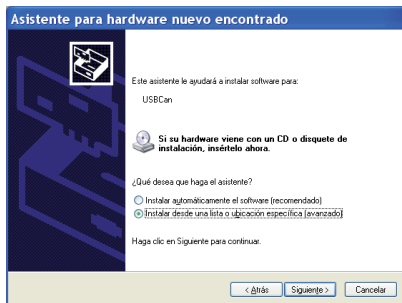 Asistente para hardware nuevo encontrado
Este asistente le ayudará a instalar software para:
USBCan
Si su hardware viene con un CD o disquete de
instalación, insértelo ahora.
¿Qué desea que haga el asistente?
Instalar automáticamente el software (recomendado)
Instalar desde una lista o ubicación específica (avanzado)
Haga clic en Siguiente para continuar.
< Atrás Siguiente > Cancelar